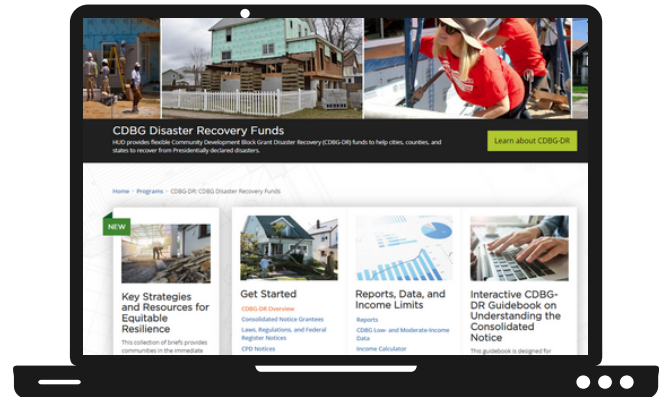 CDBG Disaster Recovery Funds
HUD provides flexible Community Development Block Grant Disaster Recovery (CDBG-DR) funds to help cities, counties, and
states to recover from Presidentially declared disasters.
Learn about CDBG-DR
Home > Programs > CDBG-DR: CDBG Disaster Recovery Funds
NEW
Key Strategies
and Resources for
Equitable
Resilience
This collection of briefs provides
communities in the immediate
Get Started
CDBG-DR Overview
Consolidated Notice Grantees
Laws, Regulations, and Federal
Register Notices
CPD Notices
Reports, Data, and
Income Limits
Reports
CDBG Low- and Moderate-Income
Data
Income Calculator
Interactive CDBG-
DR Guidebook on
Understanding the
Consolidated
Notice
This guidebook is designed for